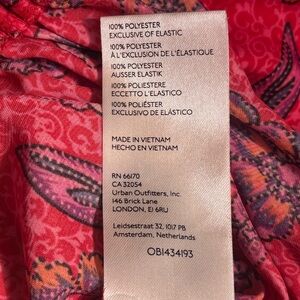 100% POLYESTER
EXCLUSIVE OF ELASTIC
100% POLYESTER
À L'EXCLUSION DE L'ÉLASTIQUE
100% POLYESTER
AUSSER ELASTIK
100% POLIESTERE
ECCETTO L'ELASTICO
100% POLIÉSTER
EXCLUSIVO DE ELÁSTICO
MADE IN VIETNAM
HECHO EN VIETNAM
RN 66170
CA 32054
Urban Outfitters, Inc.
146 Brick Lane
LONDON, E1 6RU
Leidsestraat 32, 1017 PB
Amsterdam, Netherlands
OB1434193